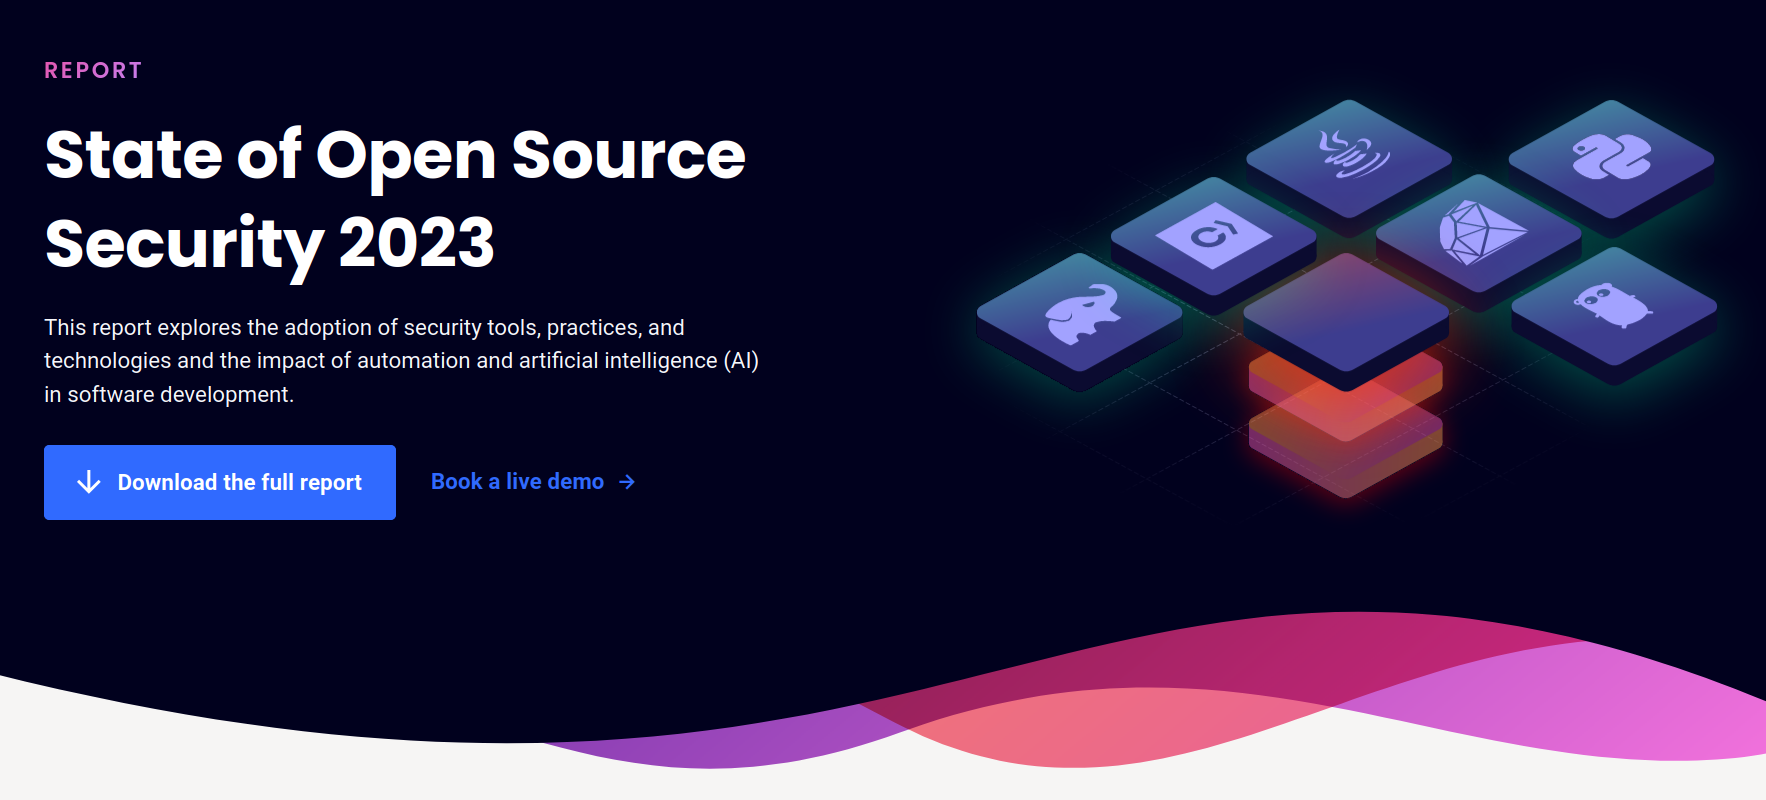 REPORT
State of Open Source
Security 2023
This report explores the adoption of security tools, practices, and
technologies and the impact of automation and artificial intelligence (AI)
in software development.
Download the full report
Book a live demo